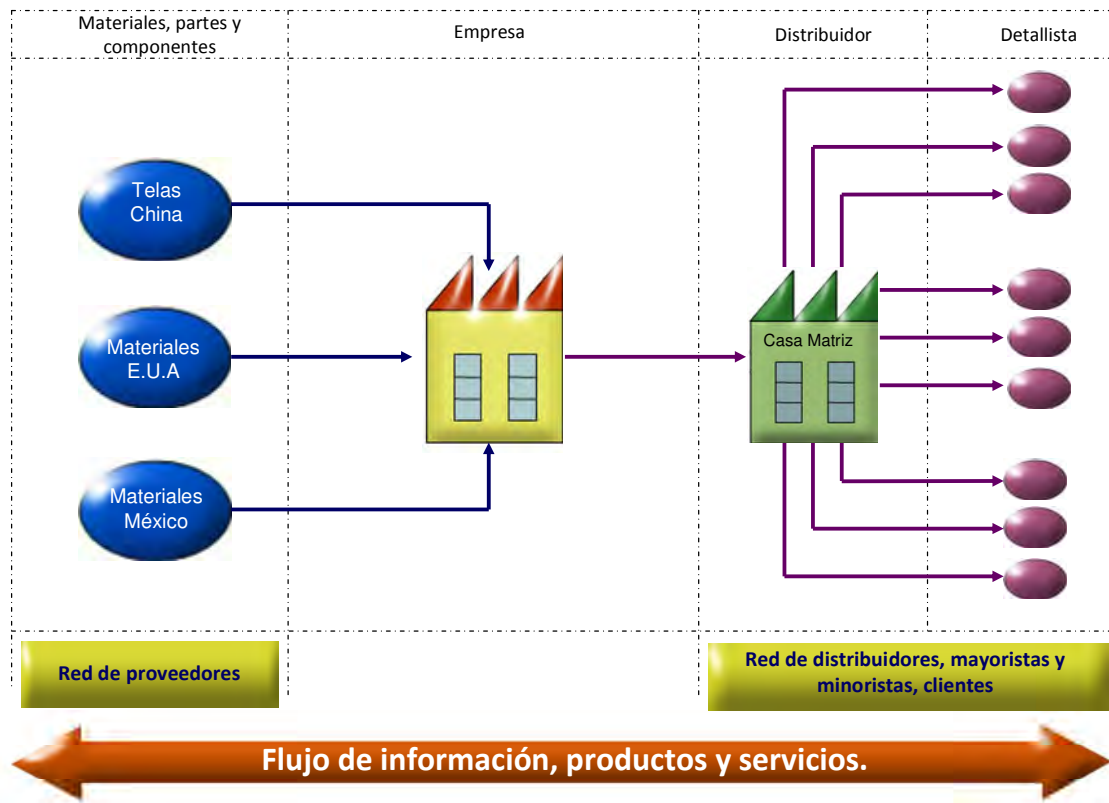 Materiales, partes y
componentes
Empresa
Distribuidor
Detallista
Telas
China
Materiales
E.U.A
Materiales
México
Casa Matriz
Red de proveedores
Red de distribuidores, mayoristas y
minoristas, clientes
Flujo de información, productos y servicios.